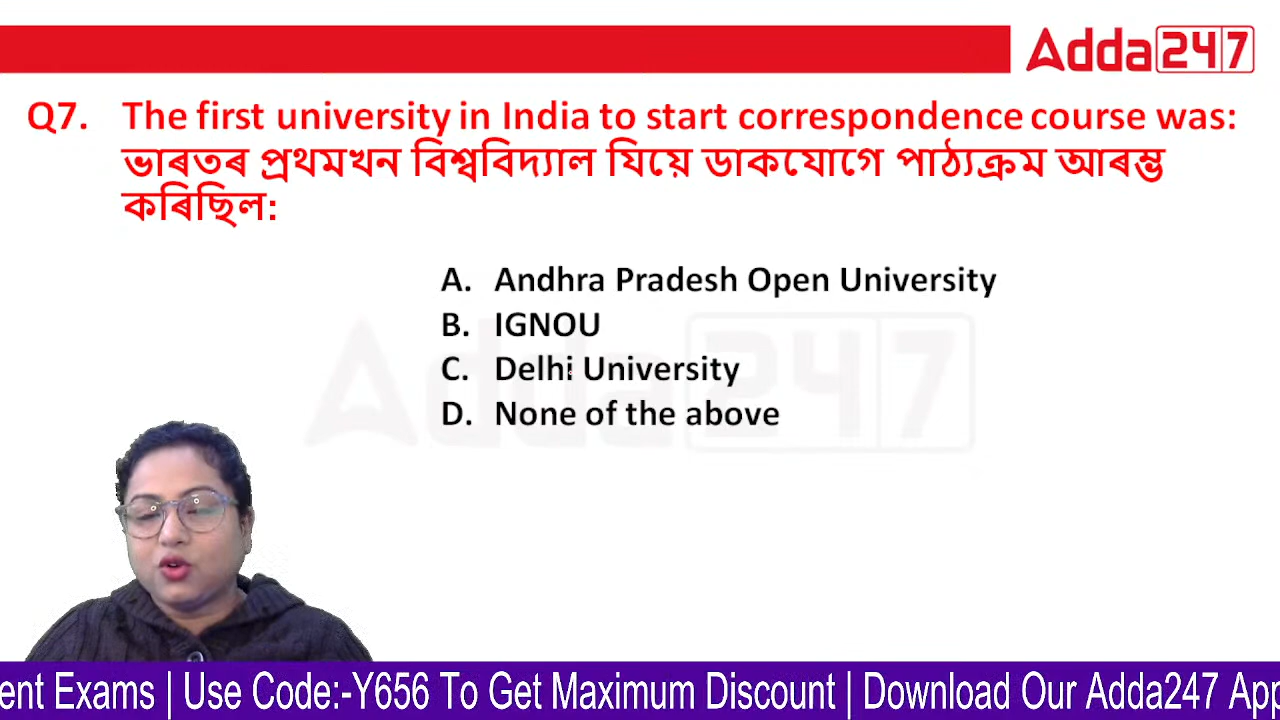 Adda247
Q7. The first university in India to start correspondence course was:
ভাৰতৰ প্ৰথমখন বিশ্ববিদ্যাল যিয়ে ডাকযোগে পাঠ্যক্ৰম আৰম্ভ
কৰিছিল:
A. Andhra Pradesh Open University
B. IGNOU
C. Delhi University
D. None of the above
Adda247
ent Exams | Use Code:-Y656 To Get Maximum Discount | Download Our Adda247 App